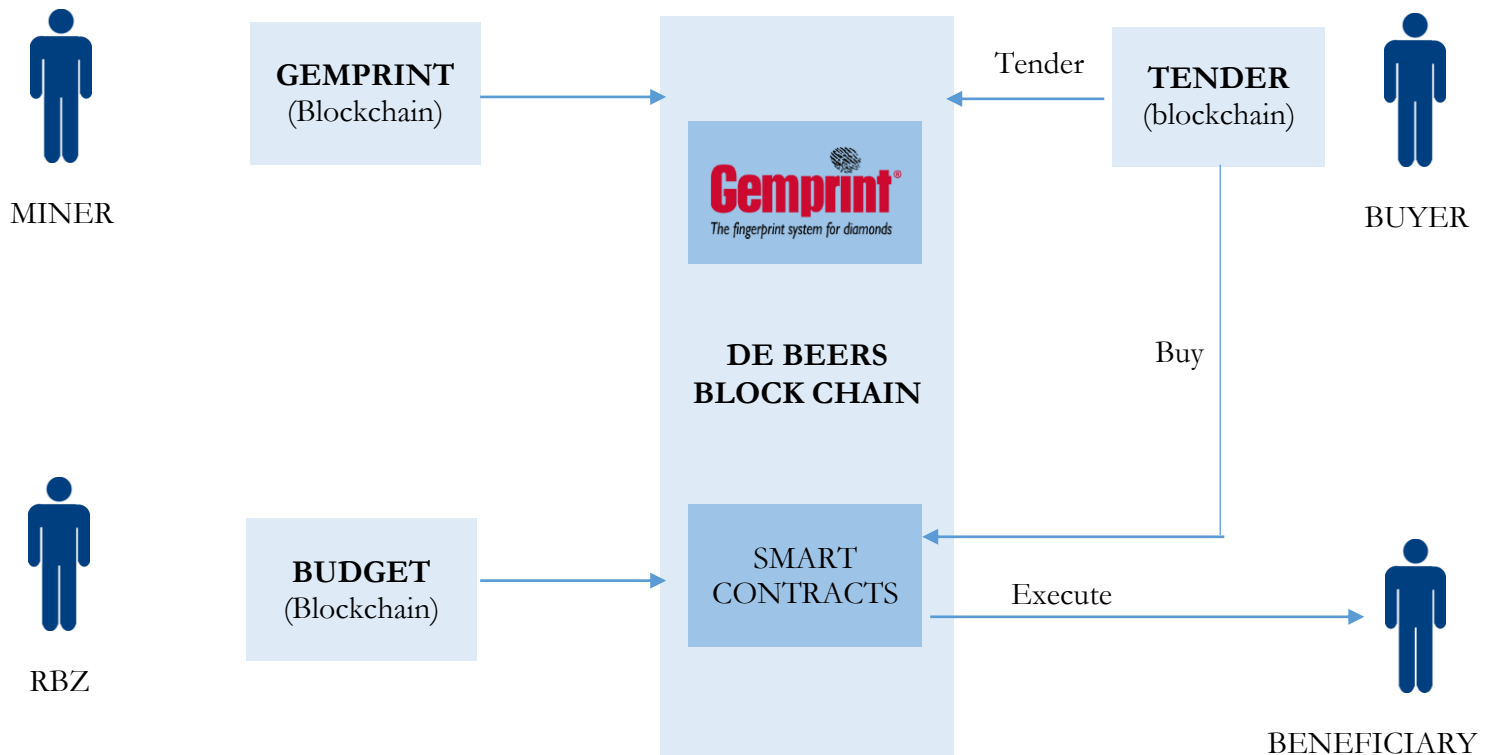 GEMPRINT
(Blockchain)
MINER
Tender
TENDER
(blockchain)
BUYER
Gemprint®
The fingerprint system for diamonds
DE BEERS
BLOCK CHAIN
Buy
BUDGET
(Blockchain)
RBZ
SMART
CONTRACTS
Execute
BENEFICIARY